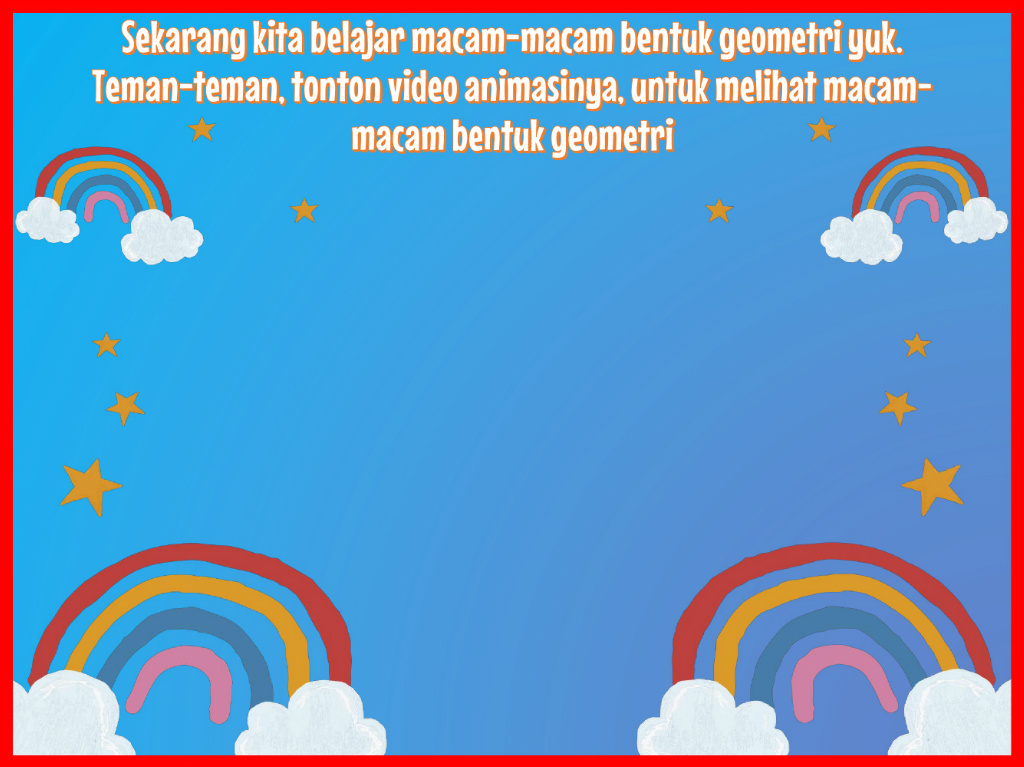 Sekarang kita belajar macam-macam bentuk geometri yuk.
Teman-teman, tonton video animasinya, untuk melihat macam-
macam bentuk geometri